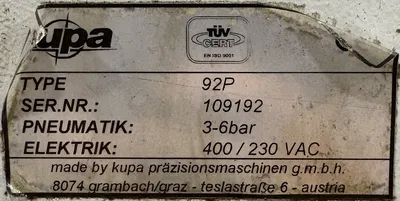 kupa
TÜV
CERT
EN ISO 9001
TYPE 92P
SER.NR.: 109192
PNEUMATIK: 3-6bar
ELEKTRIK: 400 / 230 VAC
made by kupa präzisionsmaschinen g.m.b.h.
8074 grambach/graz - teslastraße 6 - austria